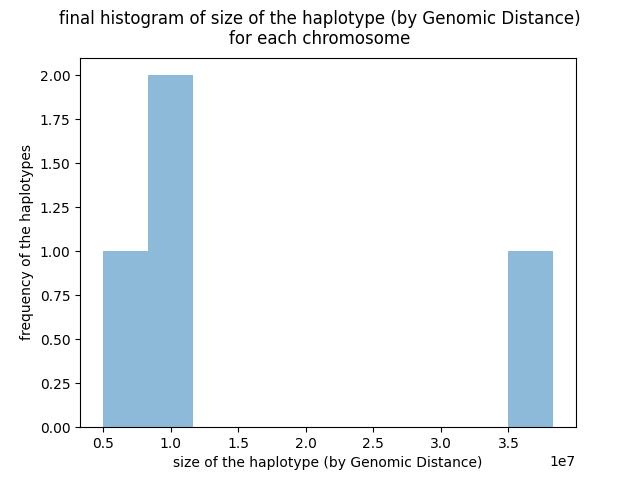 final histogram of size of the haplotype (by Genomic Distance)
for each chromosome
frequency of the haplotypes
2.00
1.75
1.50
1.25
1.00
0.75
0.50
0.25
0.00
0.5 1.0 1.5 2.0 2.5 3.0 3.5
1e7
size of the haplotype (by Genomic Distance)